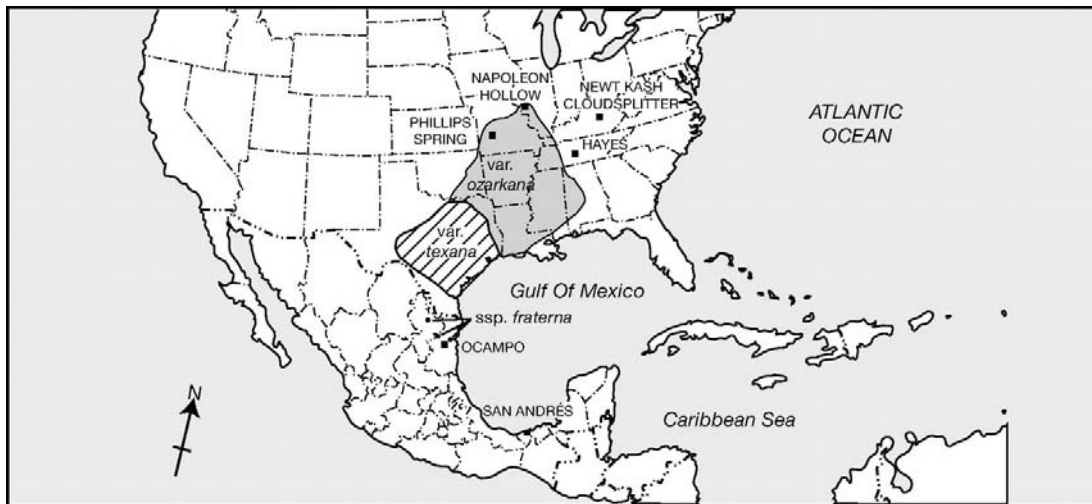 NAPOLEON
HOLLOW
NEWT KASH
CLOUDSPLITTER
ATLANTIC
OCEAN
PHILLIPS
SPRING
HAYES
var.
ozarkana
var.
texana
Gulf Of Mexico
ssp. fraterna
OCAMPO
N
SAN ANDRÉS
Caribbean Sea